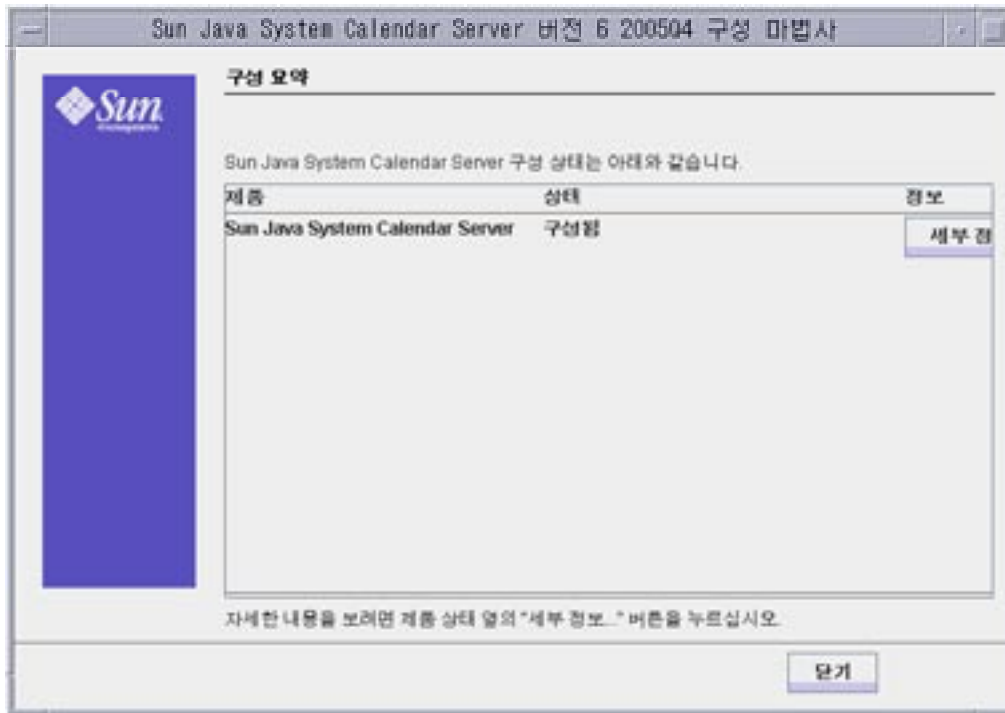 Sun Java System Calendar Server 버전 6 2005Q4 구성 마법사
Sun
microsystems
구성 요약
Sun Java System Calendar Server 구성 상태는 아래와 같습니다.
제품 상태 정보
Sun Java System Calendar Server 구성됨 세부 정
자세한 내용을 보려면 제품 상태 옆의 "세부 정보..." 버튼을 누르십시오.
닫기